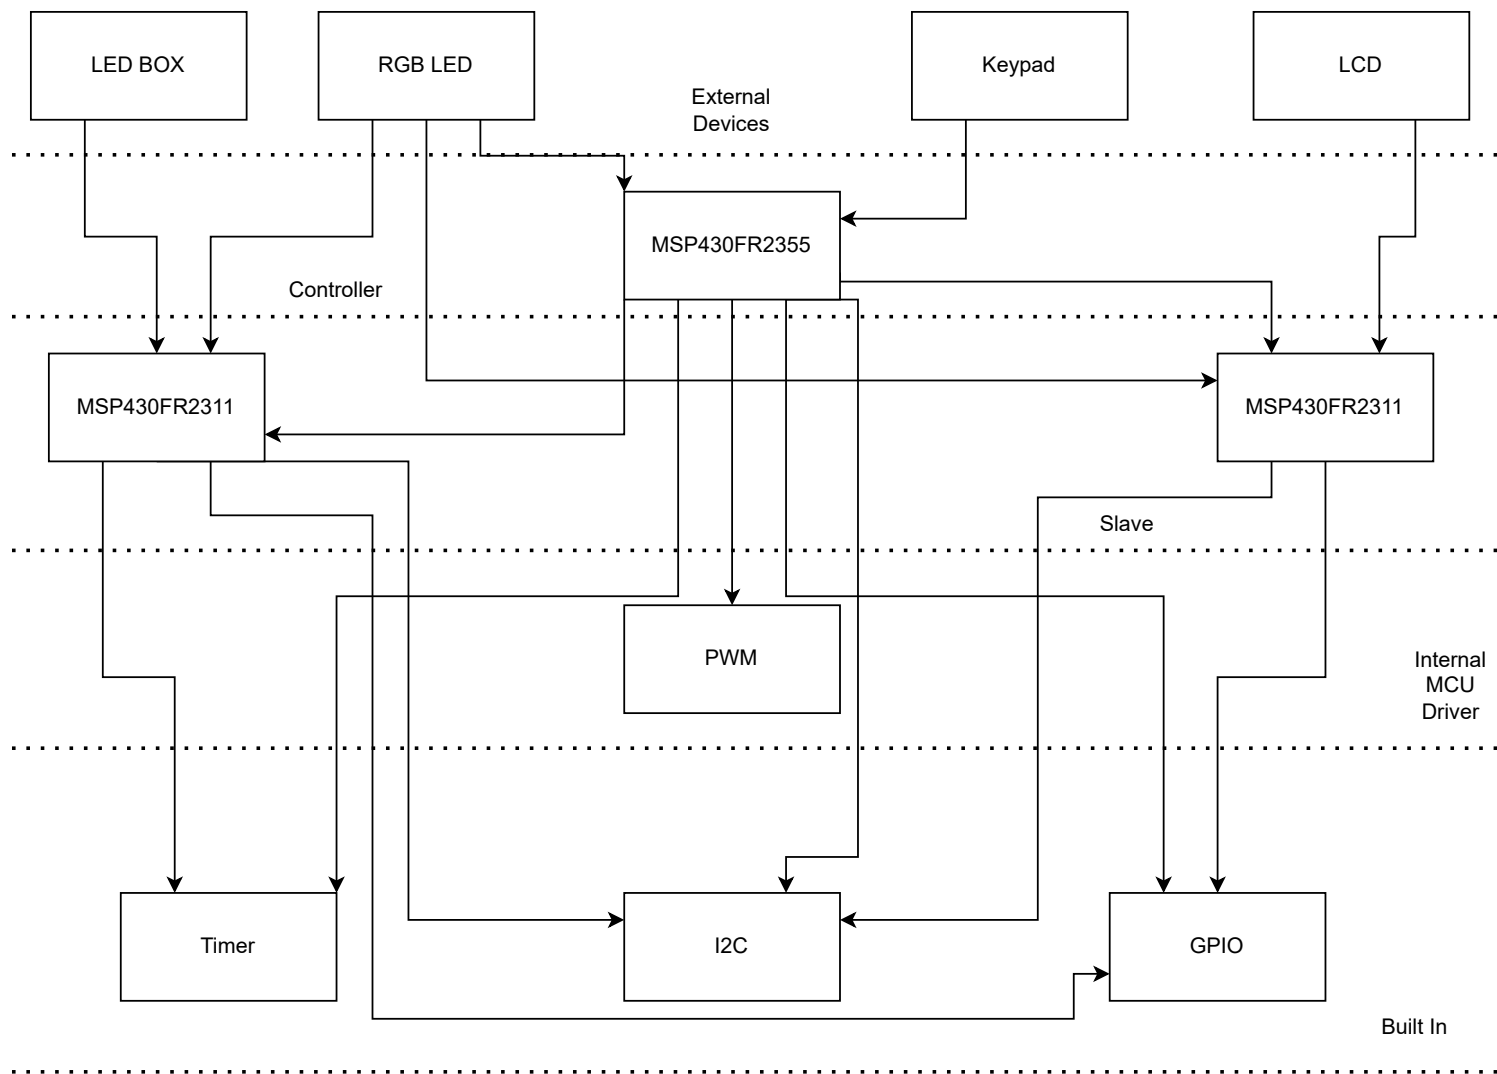 LED BOX
RGB LED
External
Devices
Keypad
LCD
MSP430FR2355
Controller
MSP430FR2311
MSP430FR2311
Slave
PWM
Internal
MCU
Driver
Timer
I2C
GPIO
Built In